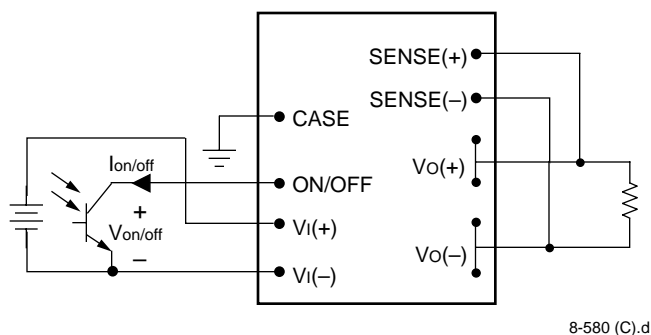 SENSE(+)
SENSE(–)
CASE
Ion/off
ON/OFF
VO(+)
+
Von/off
VI(+)
–
VO(–)
VI(–)
8-580 (C).d